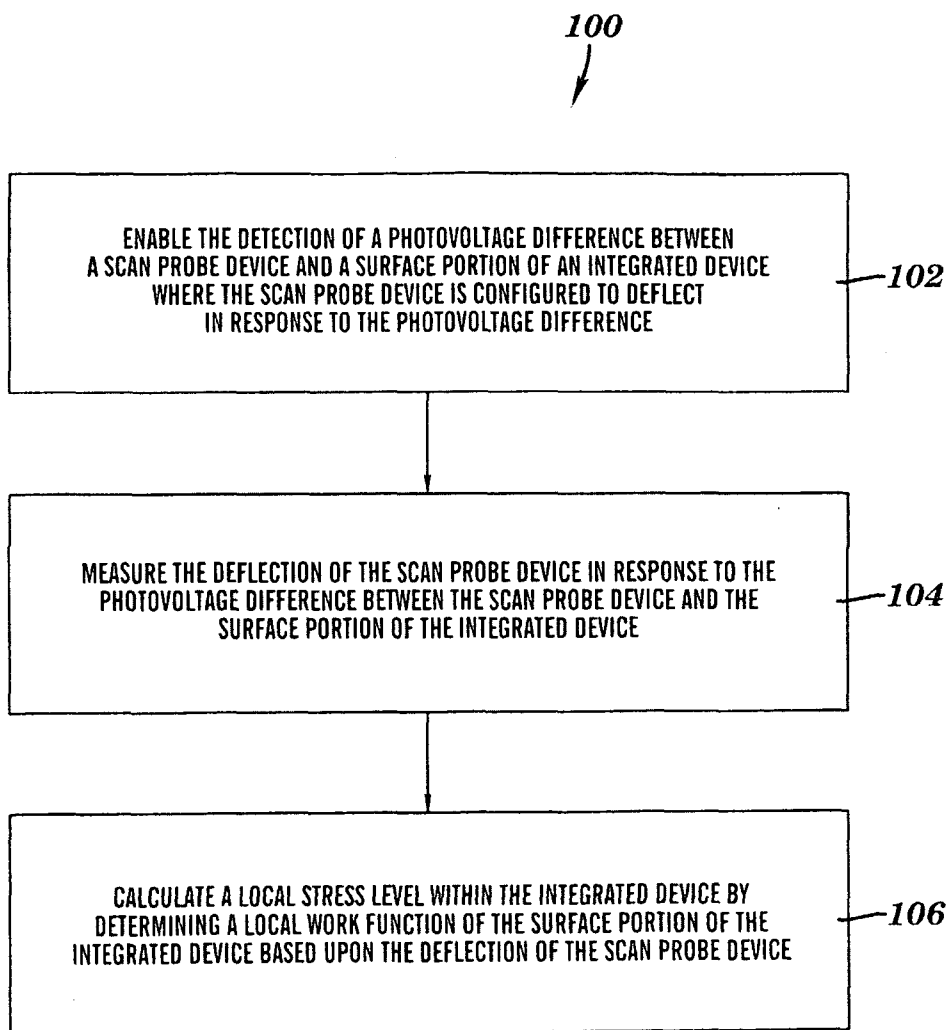 100
ENABLE THE DETECTION OF A PHOTOVOLTAGE DIFFERENCE BETWEEN
A SCAN PROBE DEVICE AND A SURFACE PORTION OF AN INTEGRATED DEVICE
WHERE THE SCAN PROBE DEVICE IS CONFIGURED TO DEFLECT
IN RESPONSE TO THE PHOTOVOLTAGE DIFFERENCE
102
MEASURE THE DEFLECTION OF THE SCAN PROBE DEVICE IN RESPONSE TO THE
PHOTOVOLTAGE DIFFERENCE BETWEEN THE SCAN PROBE DEVICE AND THE
SURFACE PORTION OF THE INTEGRATED DEVICE
104
CALCULATE A LOCAL STRESS LEVEL WITHIN THE INTEGRATED DEVICE BY
DETERMINING A LOCAL WORK FUNCTION OF THE SURFACE PORTION OF THE
INTEGRATED DEVICE BASED UPON THE DEFLECTION OF THE SCAN PROBE DEVICE
106